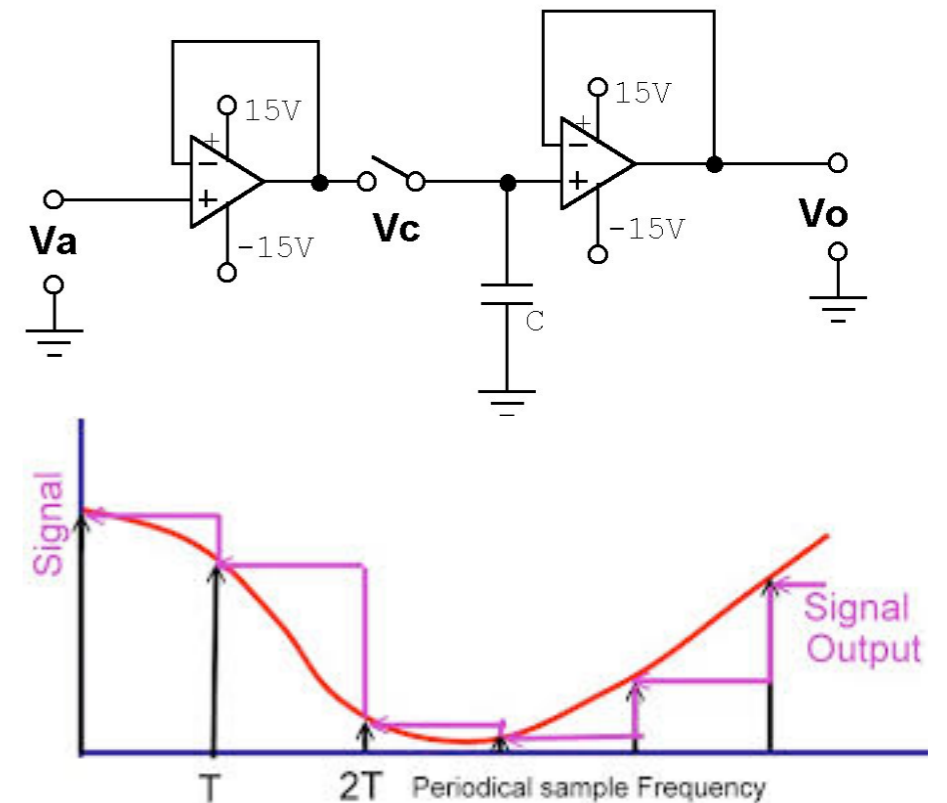 15V
15V
+
+
−
−
+
+
Va
Vc
Vo
-15V
-15V
C
Signal
Signal
Output
T
2T
Periodical sample Frequency